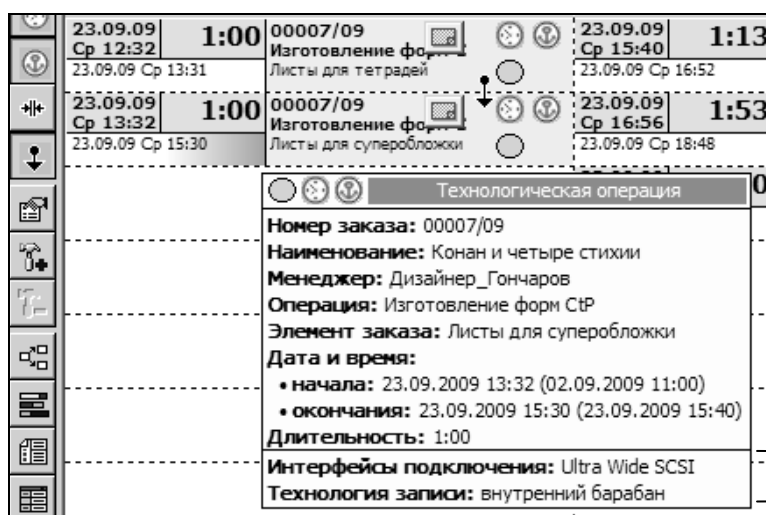 23.09.09
Ср 12:32
1:00
23.09.09 Ср 13:31
00007/09
Изготовление форм
Листы для тетрадей
23.09.09
Ср 15:40
1:13
23.09.09 Ср 16:52
23.09.09
Ср 13:32
1:00
23.09.09 Ср 15:30
00007/09
Изготовление форм
Листы для суперобложки
23.09.09
Ср 16:56
1:53
23.09.09 Ср 18:48
Технологическая операция
Номер заказа: 00007/09
Наименование: Конан и четыре стихии
Менеджер: Дизайнер_Гончаров
Операция: Изготовление форм CtP
Элемент заказа: Листы для суперобложки
Дата и время:
• начала: 23.09.2009 13:32 (02.09.2009 11:00)
• окончания: 23.09.2009 15:30 (23.09.2009 15:40)
Длительность: 1:00
Интерфейсы подключения: Ultra Wide SCSI
Технология записи: внутренний барабан